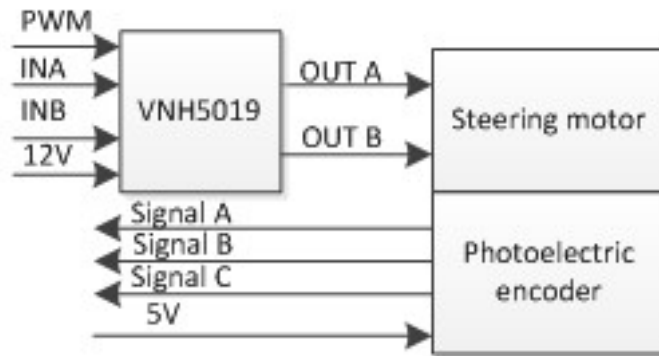 PWM
INA
INB
12V
VNH5019
OUT A
OUT B
Steering motor
Signal A
Signal B
Signal C
5V
Photoelectric
encoder